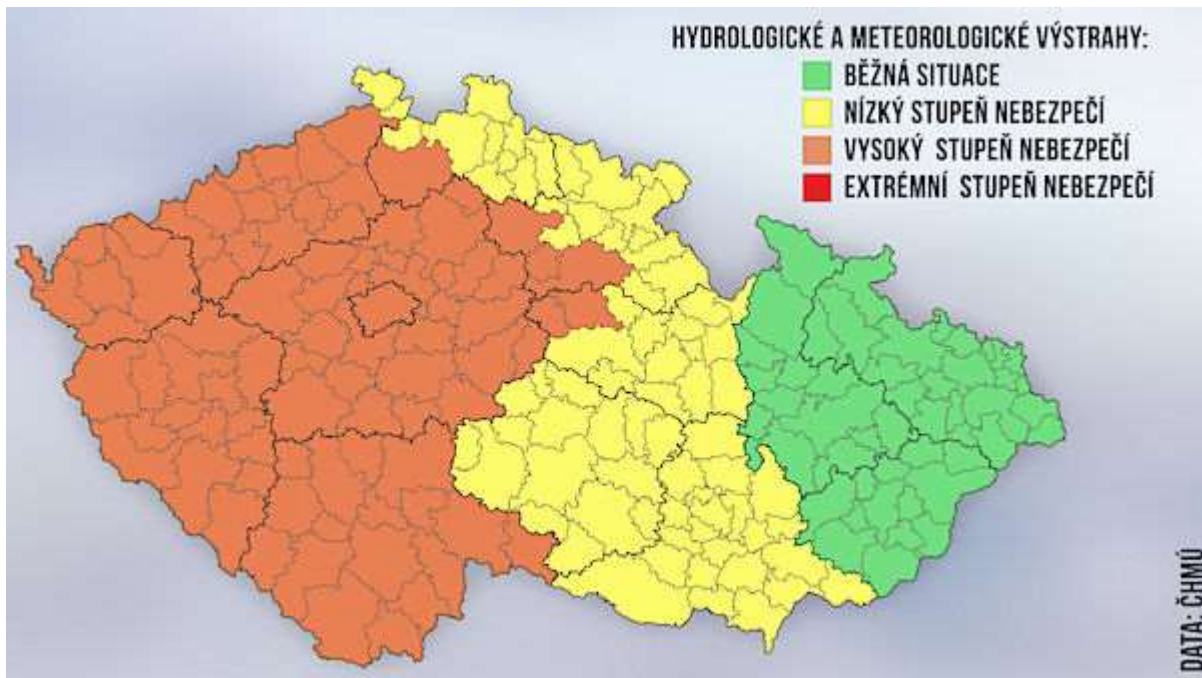 HYDROLOGICKÉ A METEOROLOGICKÉ VÝSTRAHY:
BĚŽNÁ SITUACE
NÍZKÝ STUPEŇ NEBEZPEČÍ
VYSOKÝ STUPEŇ NEBEZPEČÍ
EXTRÉMNÍ STUPEŇ NEBEZPEČÍ
DATA: ČHMÚ